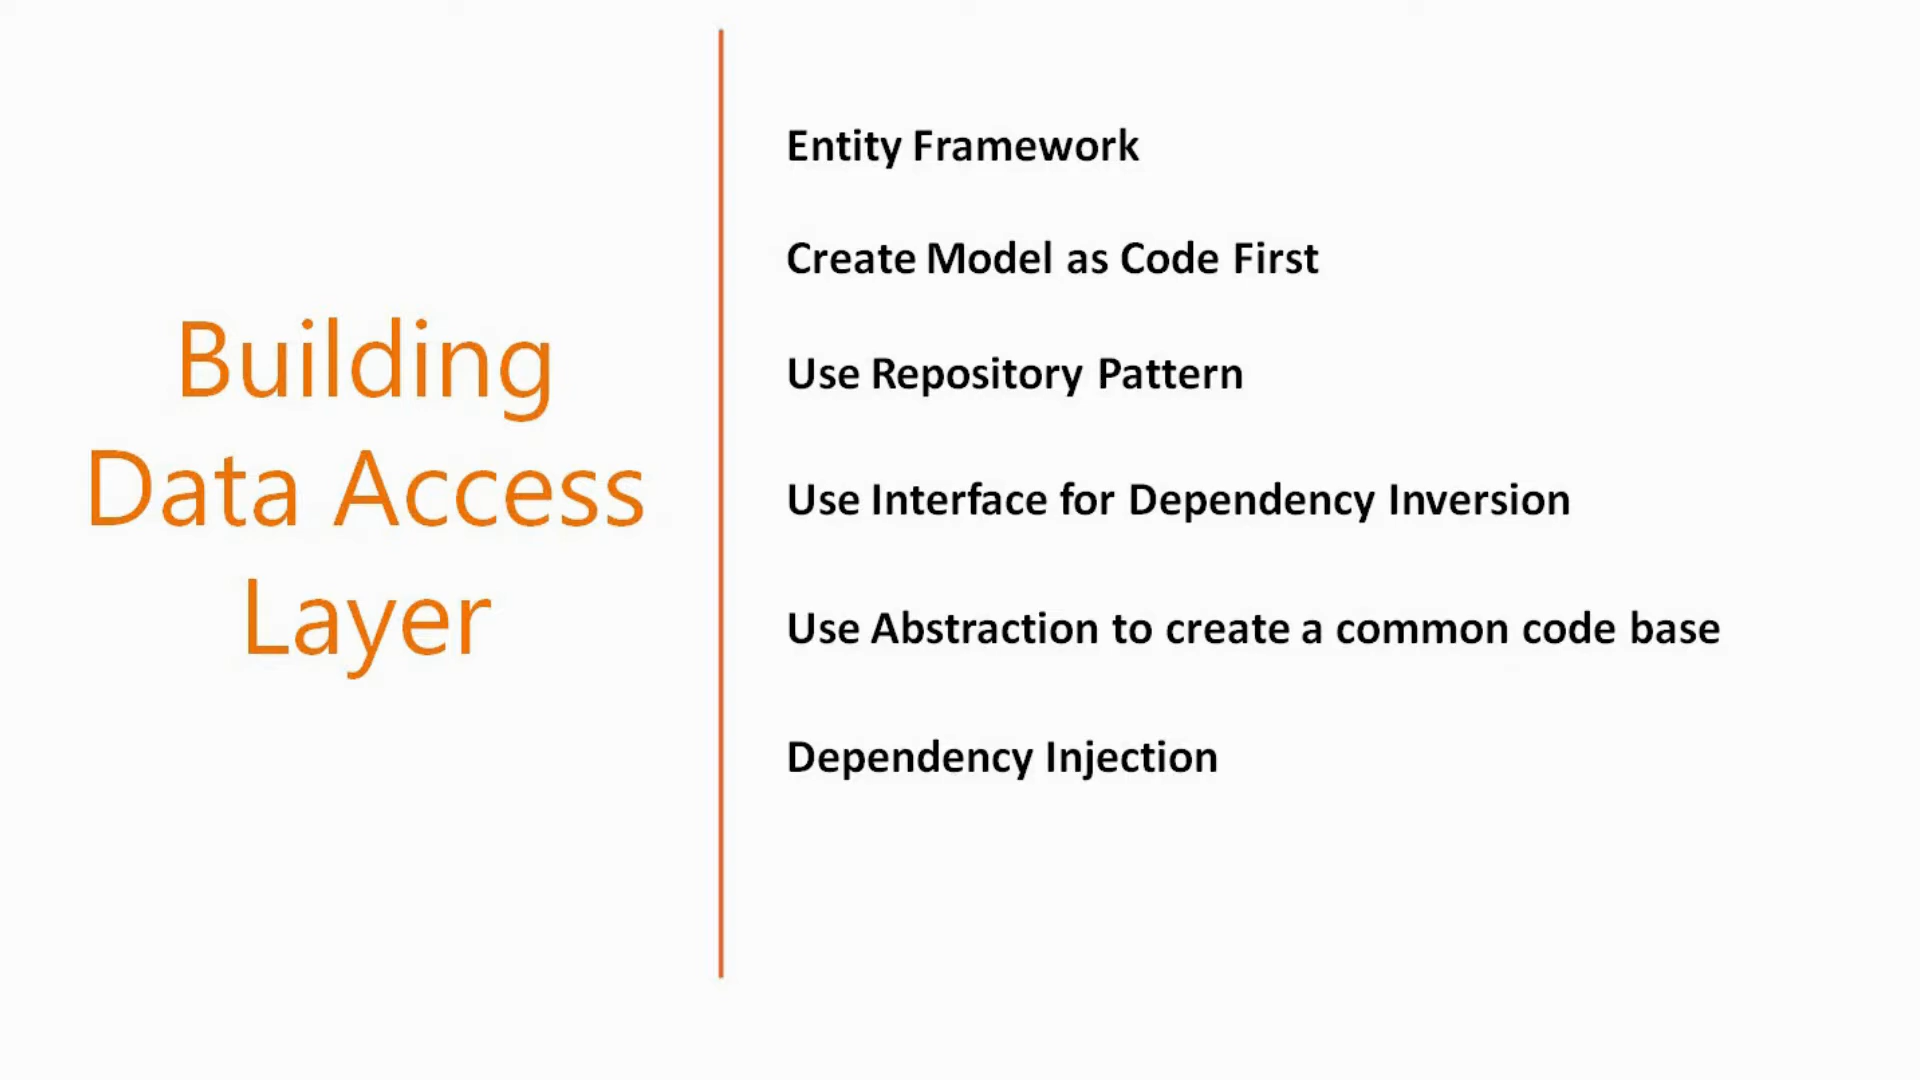 Building
Data Access
Layer
Entity Framework
Create Model as Code First
Use Repository Pattern
Use Interface for Dependency Inversion
Use Abstraction to create a common code base
Dependency Injection